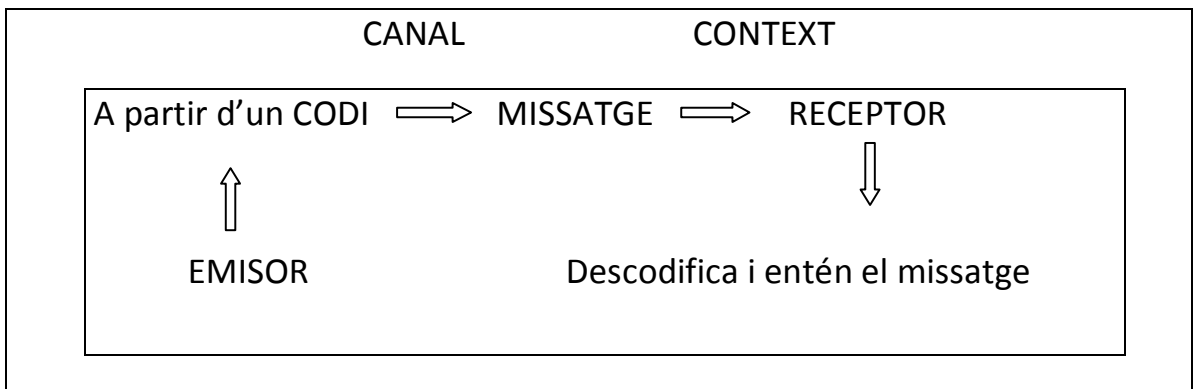 CANAL CONTEXT
A partir d’un CODI MISSATGE RECEPTOR
EMISOR Descodifica i entén el missatge